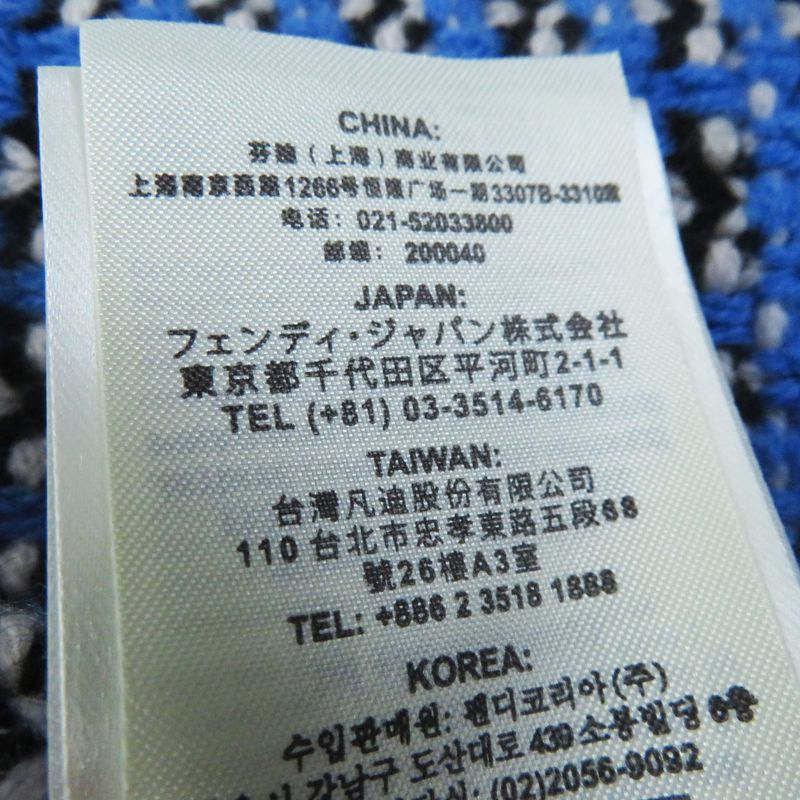 CHINA:
芬迪（上海）商业有限公司
上海南京西路1266号恒隆广场一期3307B-3310室
电话：021-52033800
邮编：200040
JAPAN:
フェンディ・ジャパン株式会社
東京都千代田区平河町2-1-1
TEL (+81) 03-3514-6170
TAIWAN:
台灣凡迪股份有限公司
110 台北市忠孝東路五段68
號26樓A3室
TEL: +886 2 3518 1888
KOREA:
수입판매원: 펜디코리아(주)
강남구 도산대로 439 소봉빌딩 6층
(02)2056-9092